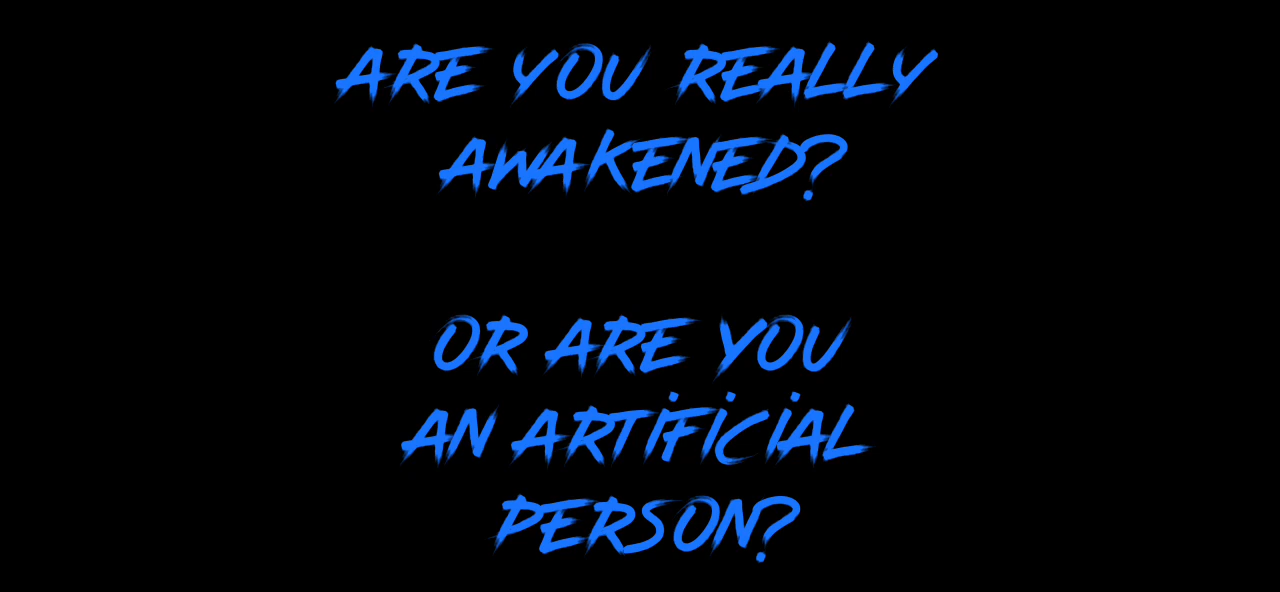 ARE YOU REALLY
AWAKENED?
OR ARE YOU
AN ARTIFICIAL
PERSON?